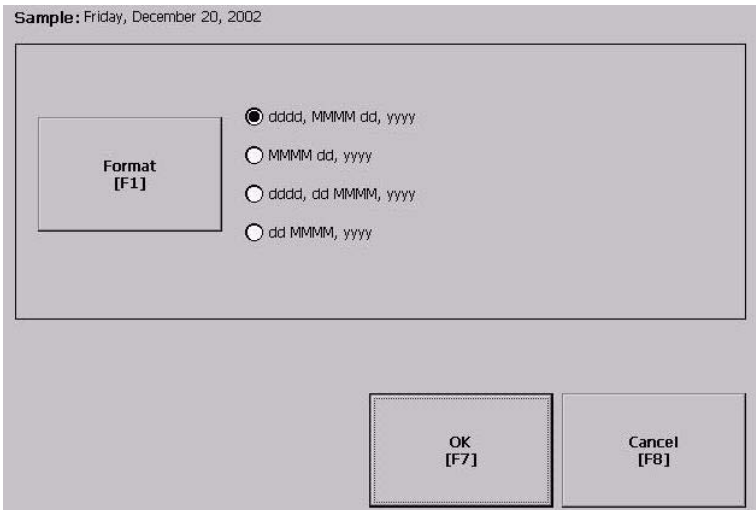 Sample: Friday, December 20, 2002
dddd, MMMM dd, yyyy
MMMM dd, yyyy
Format
[F1]
dddd, dd MMMM, yyyy
dd MMMM, yyyy
OK
[F7]
Cancel
[F8]